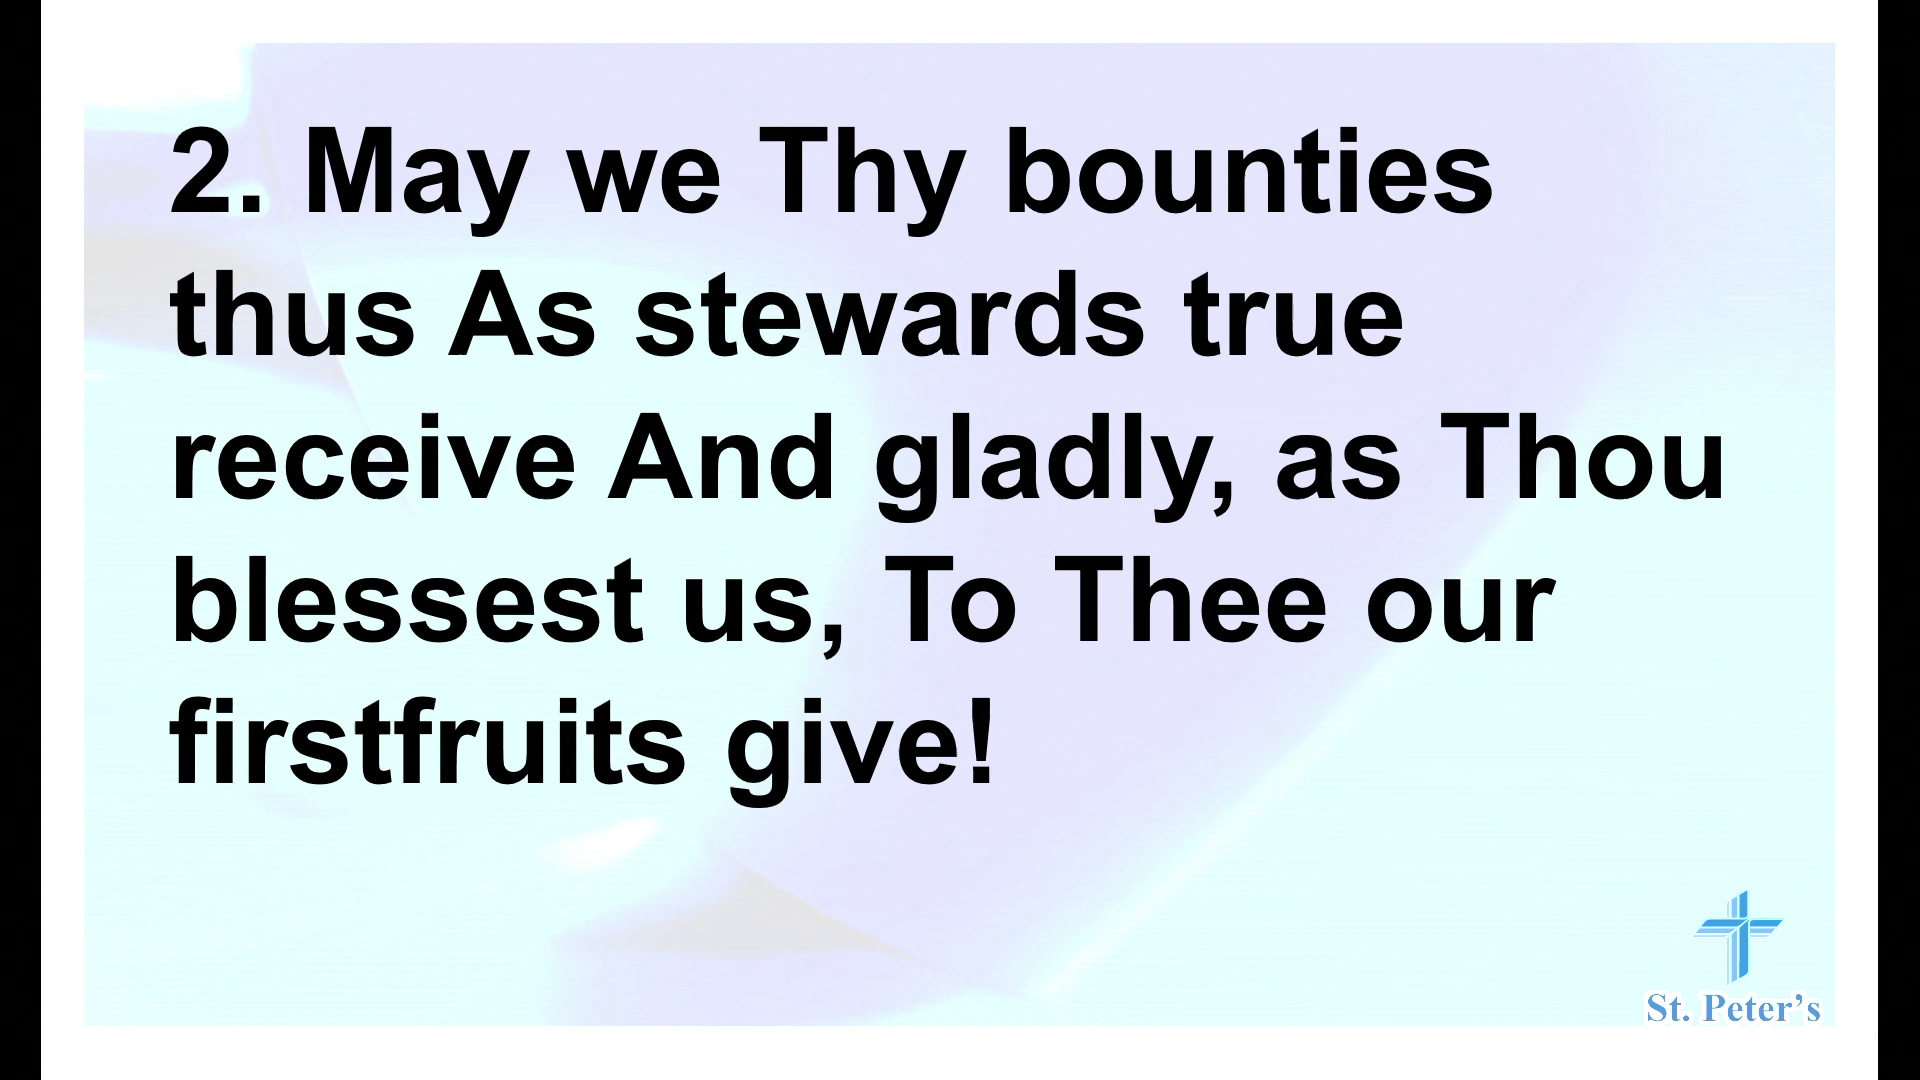 2. May we Thy bounties
thus As stewards true
receive And gladly, as Thou
blessest us, To Thee our
firstfruits give!
St. Peter’s